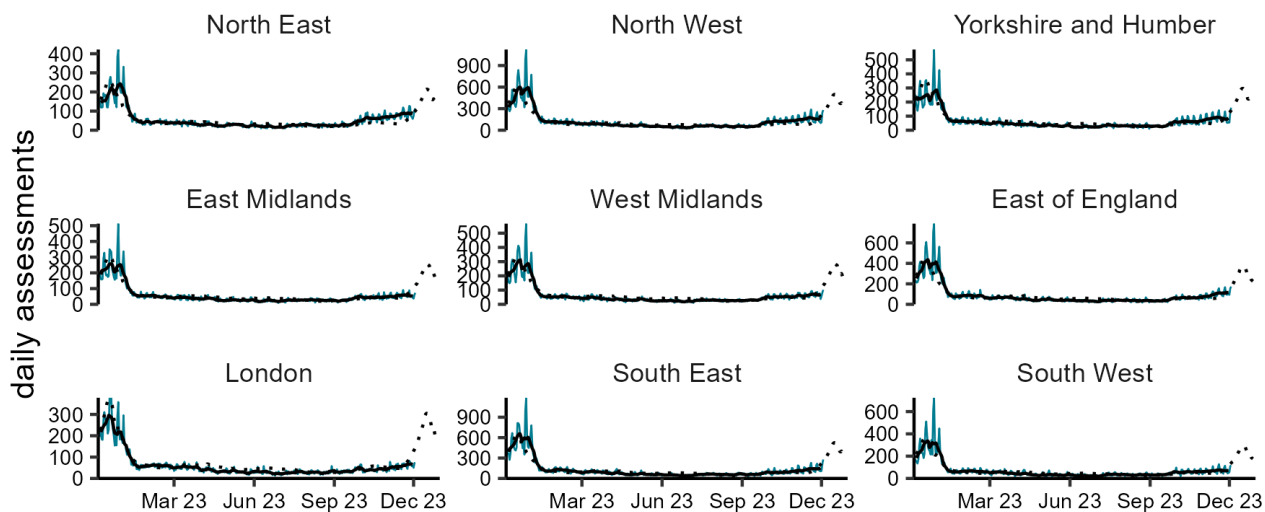 North East North West Yorkshire and Humber
400 900 500
300 600 400
200 300 300
100 0 200
0 100
0
daily assessments
East Midlands West Midlands East of England
500 500 600
400 400 400
300 300 200
200 200 0
100 100
0 0
London South East South West
300 900 600
200 600 400
100 300 200
0 0 0
Mar 23 Jun 23 Sep 23 Dec 23 Mar 23 Jun 23 Sep 23 Dec 23 Mar 23 Jun 23 Sep 23 Dec 23